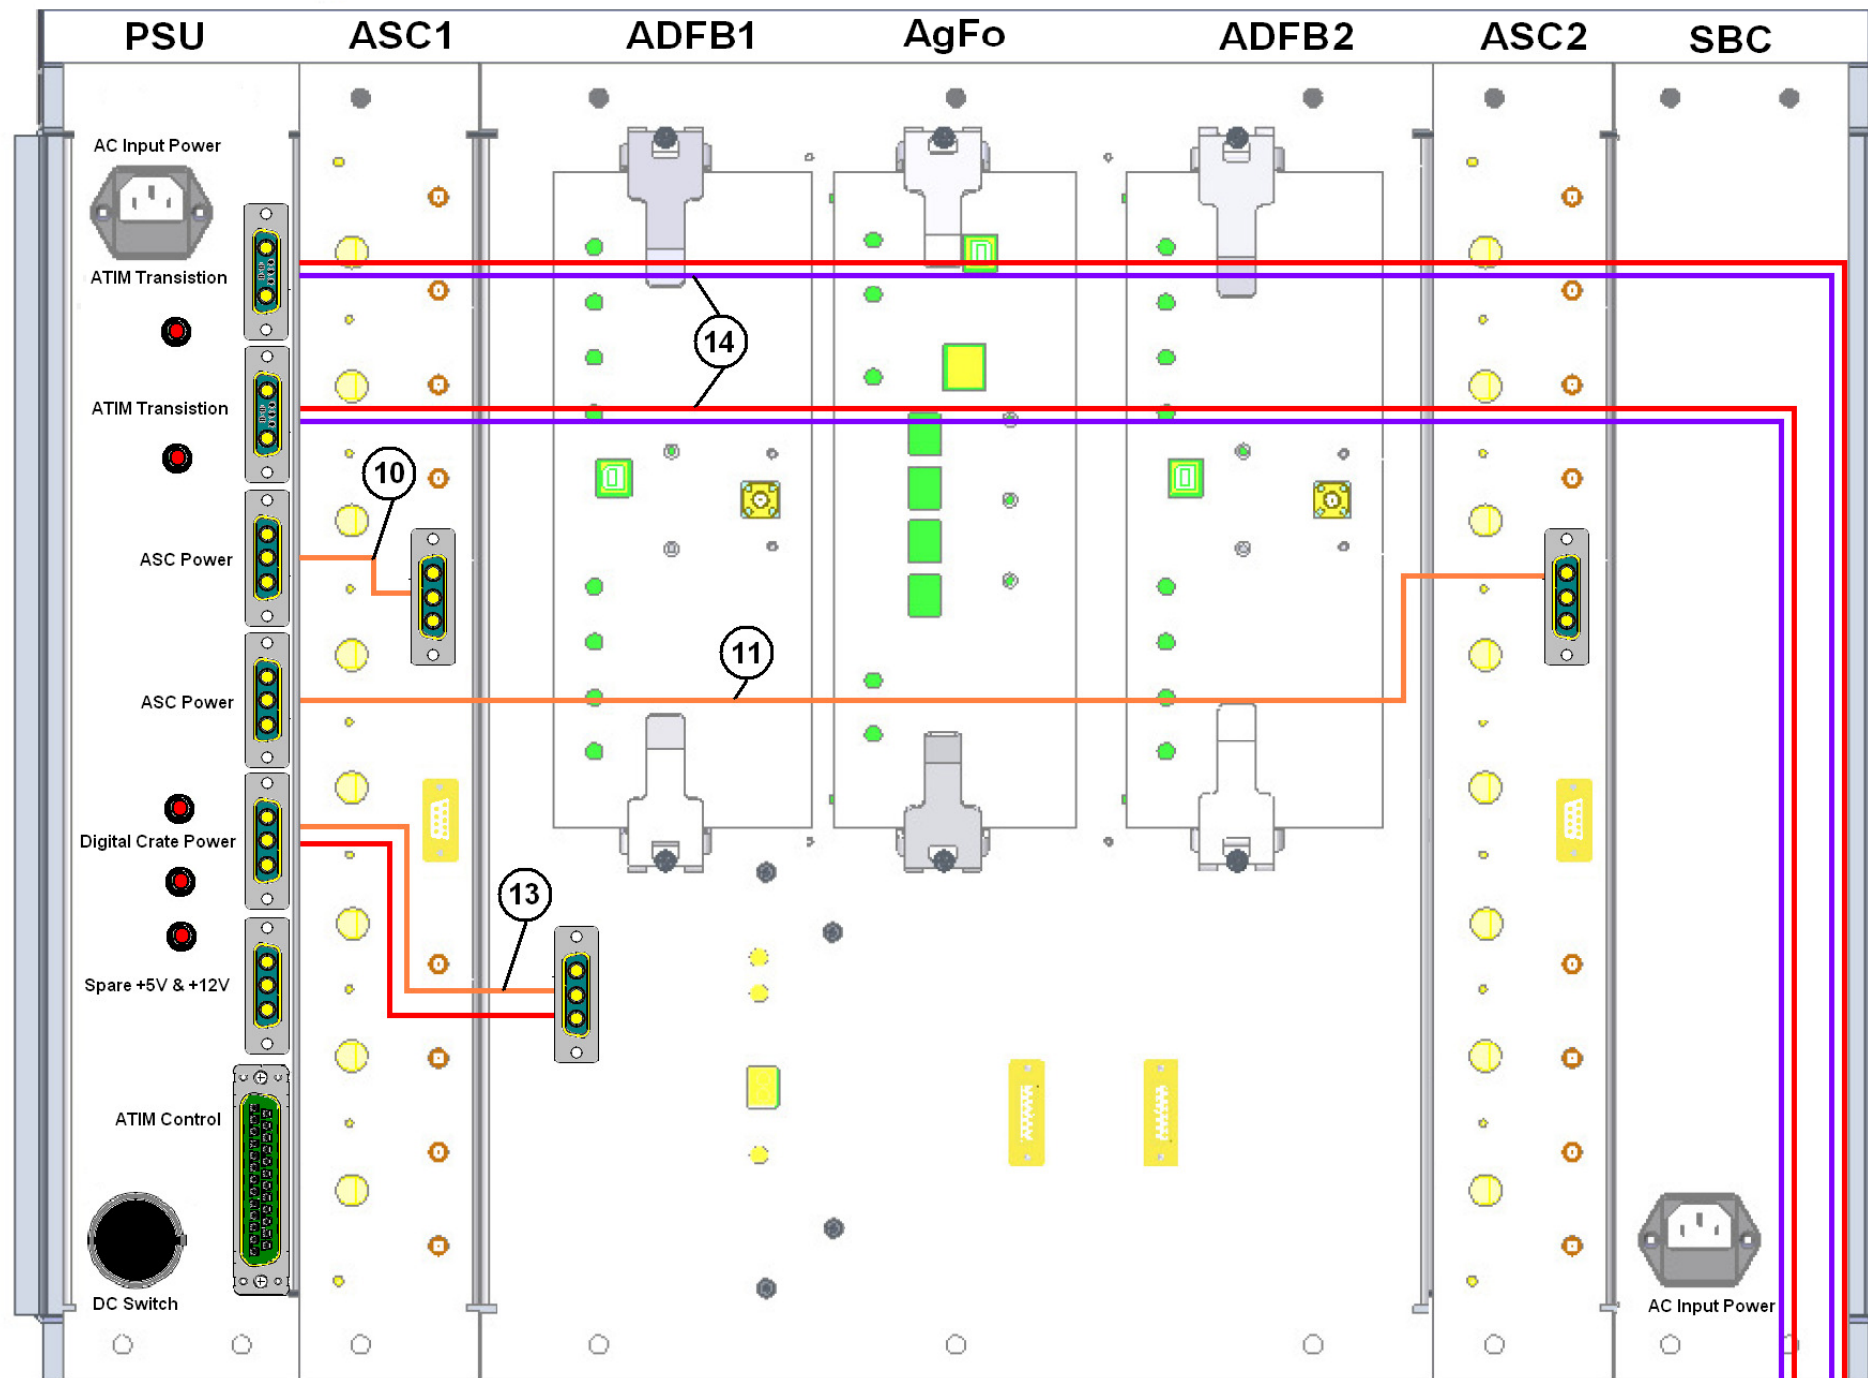 PSU ASC1 ADFB1 AgFo ADFB2 ASC2 SBC
AC Input Power
ATIM Transistion
14
ATIM Transistion
10
ASC Power
11
ASC Power
Digital Crate Power
13
Spare +5V & +12V
ATIM Control
DC Switch
AC Input Power